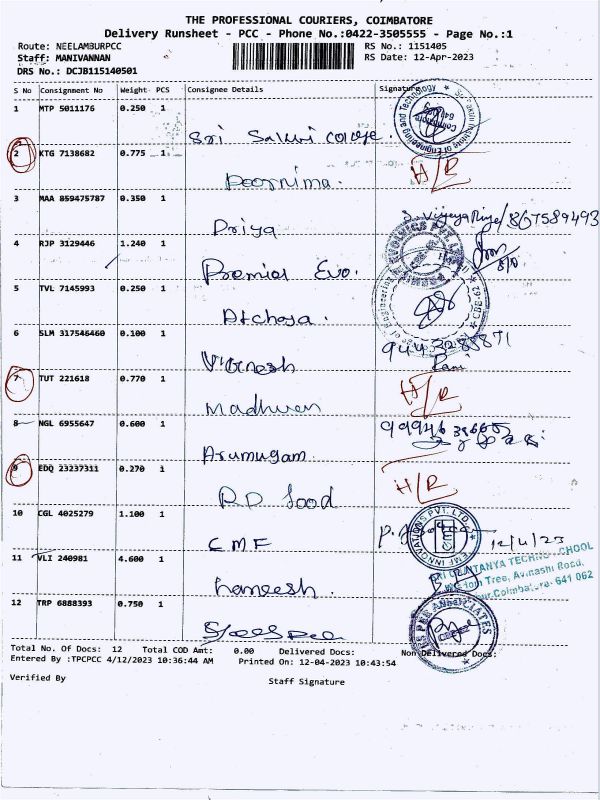 THE PROFESSIONAL COURIERS, COIMBATORE
Delivery Runsheet - PCC - Phone No.:0422-3505555 - Page No.:1
Route: NEELAMBURPCC RS No.: 1151405
Staff: MANIVANNAN RS Date: 12-Apr-2023
DRS No.: DCJB115140501
S No Consignment No Weight PCS Consignee Details Signature
1 MTP 5011176 0.250 1
Sri Sakthi College.
2 KTG 7138682 0.775 1 H/R
Poornima.
3 MAA 859475787 0.350 1
Priya
4 RJP 3129446 1.240 1
Premier Evo.
5 TVL 7145993 0.250 1
Atchaya.
6 SLM 317546460 0.100 1
Vignesh
7 TUT 221618 0.770 1 H/R
Madhuvan
8 NGL 6955647 0.600 1
Arumugam.
9 EDQ 23237311 0.270 1 H/R
R.D food
10 CGL 4025279 1.100 1 12/4/23
CMF
EMF INNOVATIONS PVT. LTD.
11 VLI 240981 4.600 1
haneesh.
12 TRP 6888393 0.750 1
Total No. Of Docs: 12 Total COD Amt: 0.00 Delivered Docs: Non Delivered Docs:
Entered By :TPCPCC 4/12/2023 10:36:44 AM Printed On: 12-04-2023 10:43:54
Verified By Staff Signature